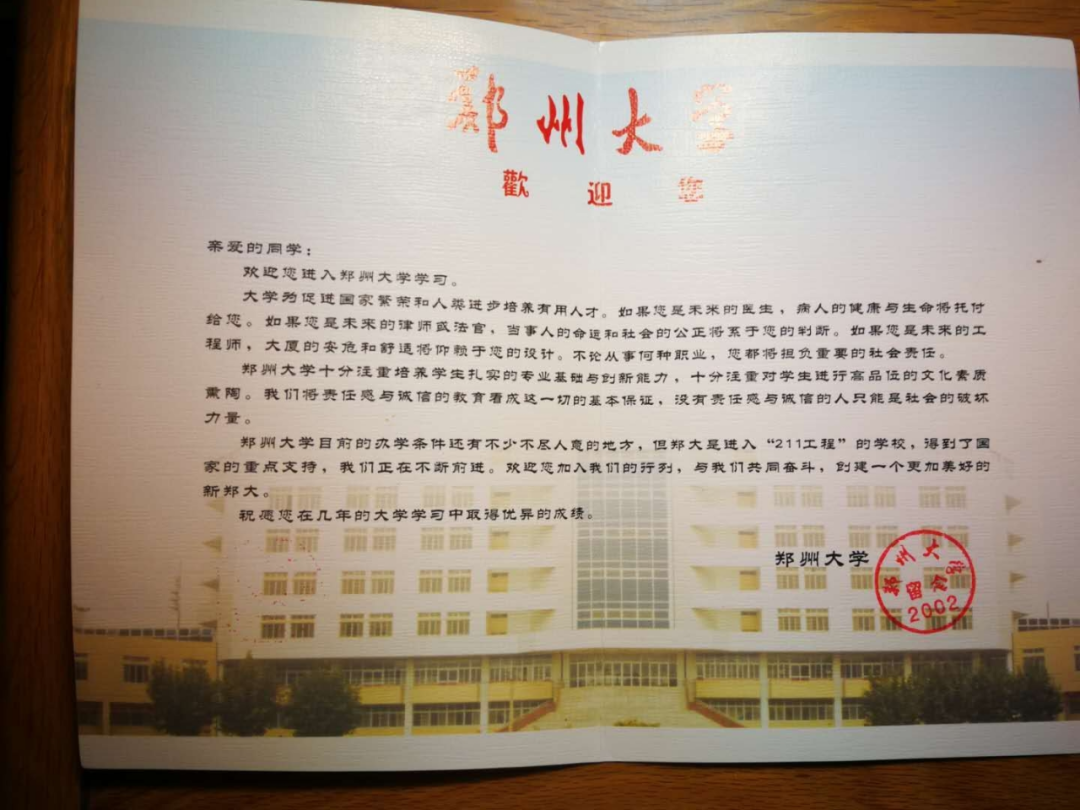 郑州大学
歡迎您
亲爱的同学：
欢迎您进入郑州大学学习。
大学为促进国家繁荣和人类进步培养有用人才。如果您是未来的医生，病人的健康与生命将托付
给您。如果您是未来的律师或法官，当事人的命运和社会的公正将系于您的判断。如果您是未来的工
程师，大厦的安危和舒适将仰赖于您的设计。不论从事何种职业，您都将担负重要的社会责任。
郑州大学十分注重培养学生扎实的专业基础与创新能力，十分注重对学生进行高品位的文化素质
熏陶。我们将责任感与诚信的教育看成这一切的基本保证，没有责任感与诚信的人只能是社会的破坏
力量。
郑州大学目前的办学条件还有不少不尽人意的地方，但郑大是进入“211工程”的学校，得到了国
家的重点支持，我们正在不断前进。欢迎您加入我们的行列，与我们共同奋斗，创建一个更加美好的
新郑大。
祝愿您在几年的大学学习中取得优异的成绩。
郑州大学
郑州大学
留念
2002